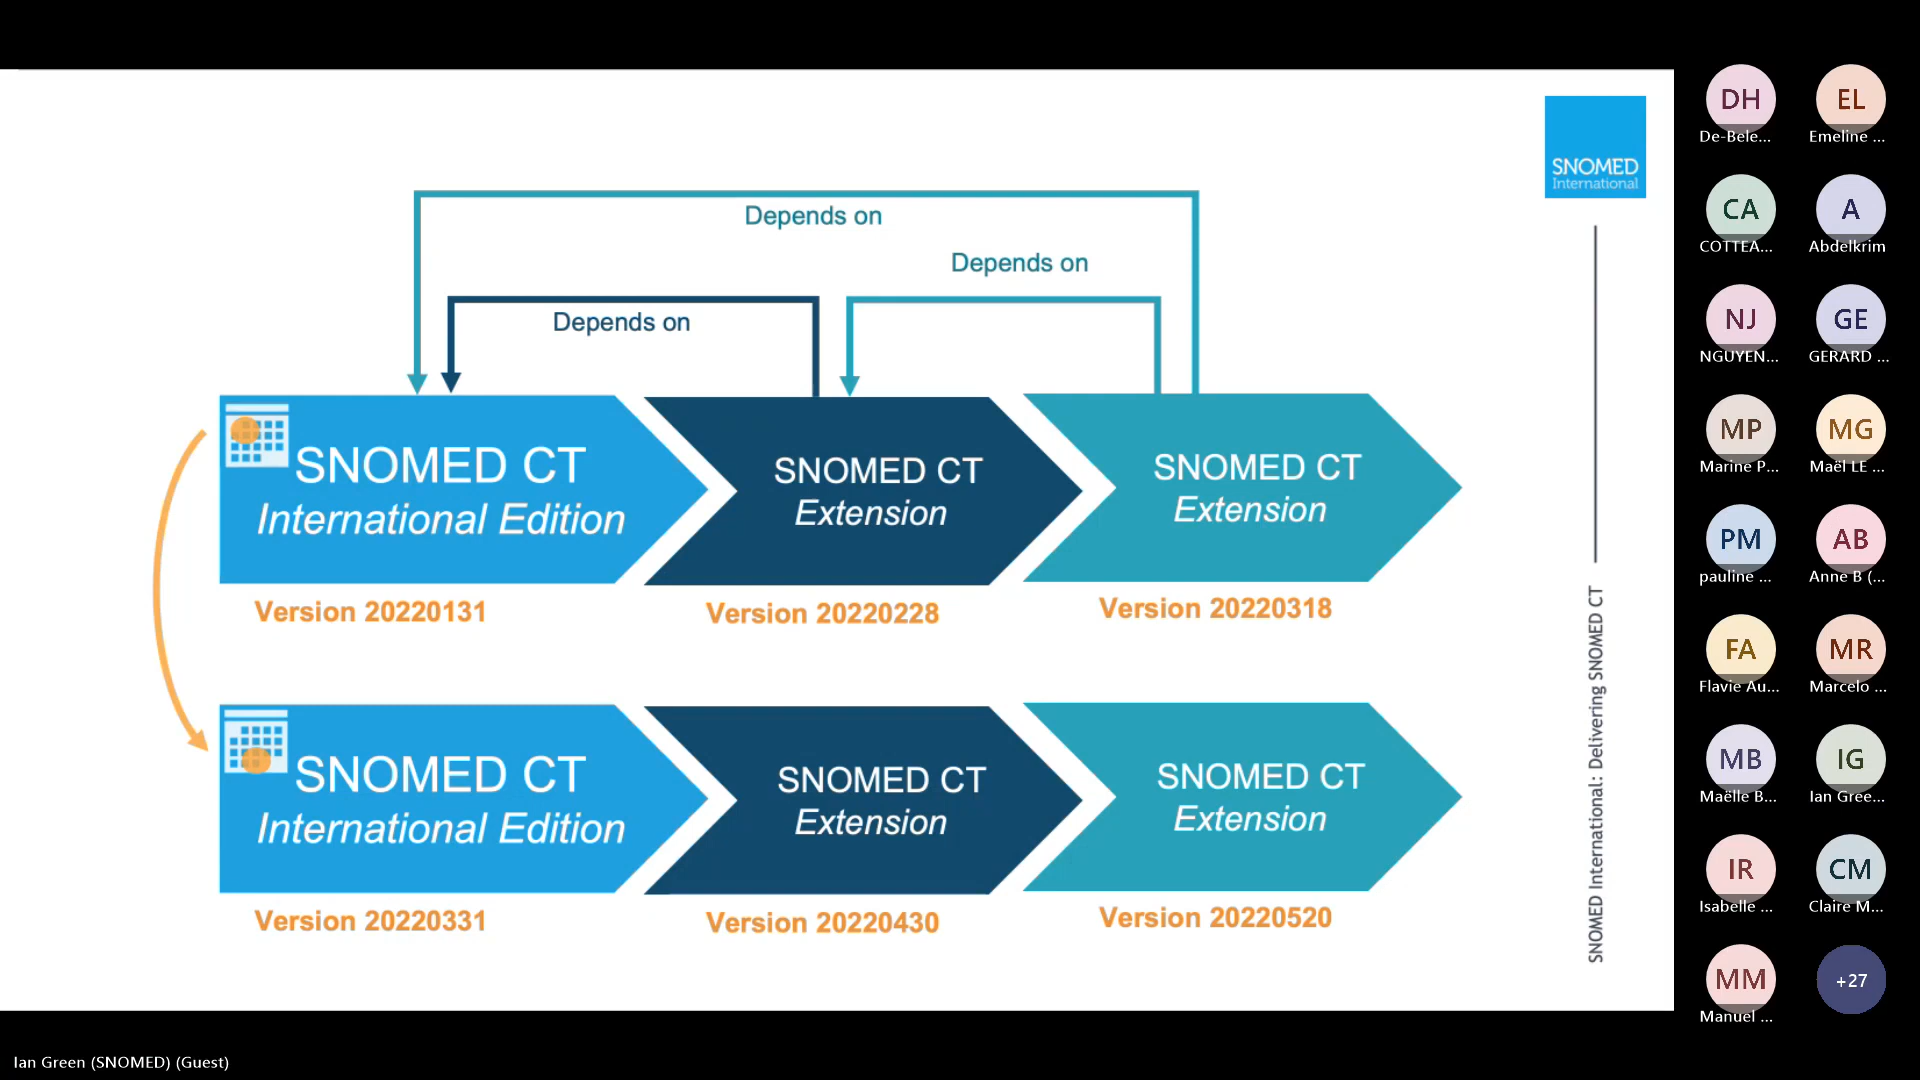 SNOMED
International
Depends on
Depends on
Depends on
SNOMED CT
International Edition
SNOMED CT
Extension
SNOMED CT
Extension
Version 20220131
Version 20220228
Version 20220318
SNOMED CT
International Edition
SNOMED CT
Extension
SNOMED CT
Extension
Version 20220331
Version 20220430
Version 20220520
SNOMED International: Delivering SNOMED CT
DH
EL
De-Bele...
Emeline ...
CA
A
COTTEA...
Abdelkrim
NJ
GE
NGUYEN...
GERARD ...
MP
MG
Marine P...
Maël LE ...
PM
AB
pauline ...
Anne B (...
FA
MR
Flavie Au...
Marcelo ...
MB
IG
Maëlle B...
Ian Gree...
IR
CM
Isabelle ...
Claire M...
MM
+27
Manuel ...
Ian Green (SNOMED) (Guest)